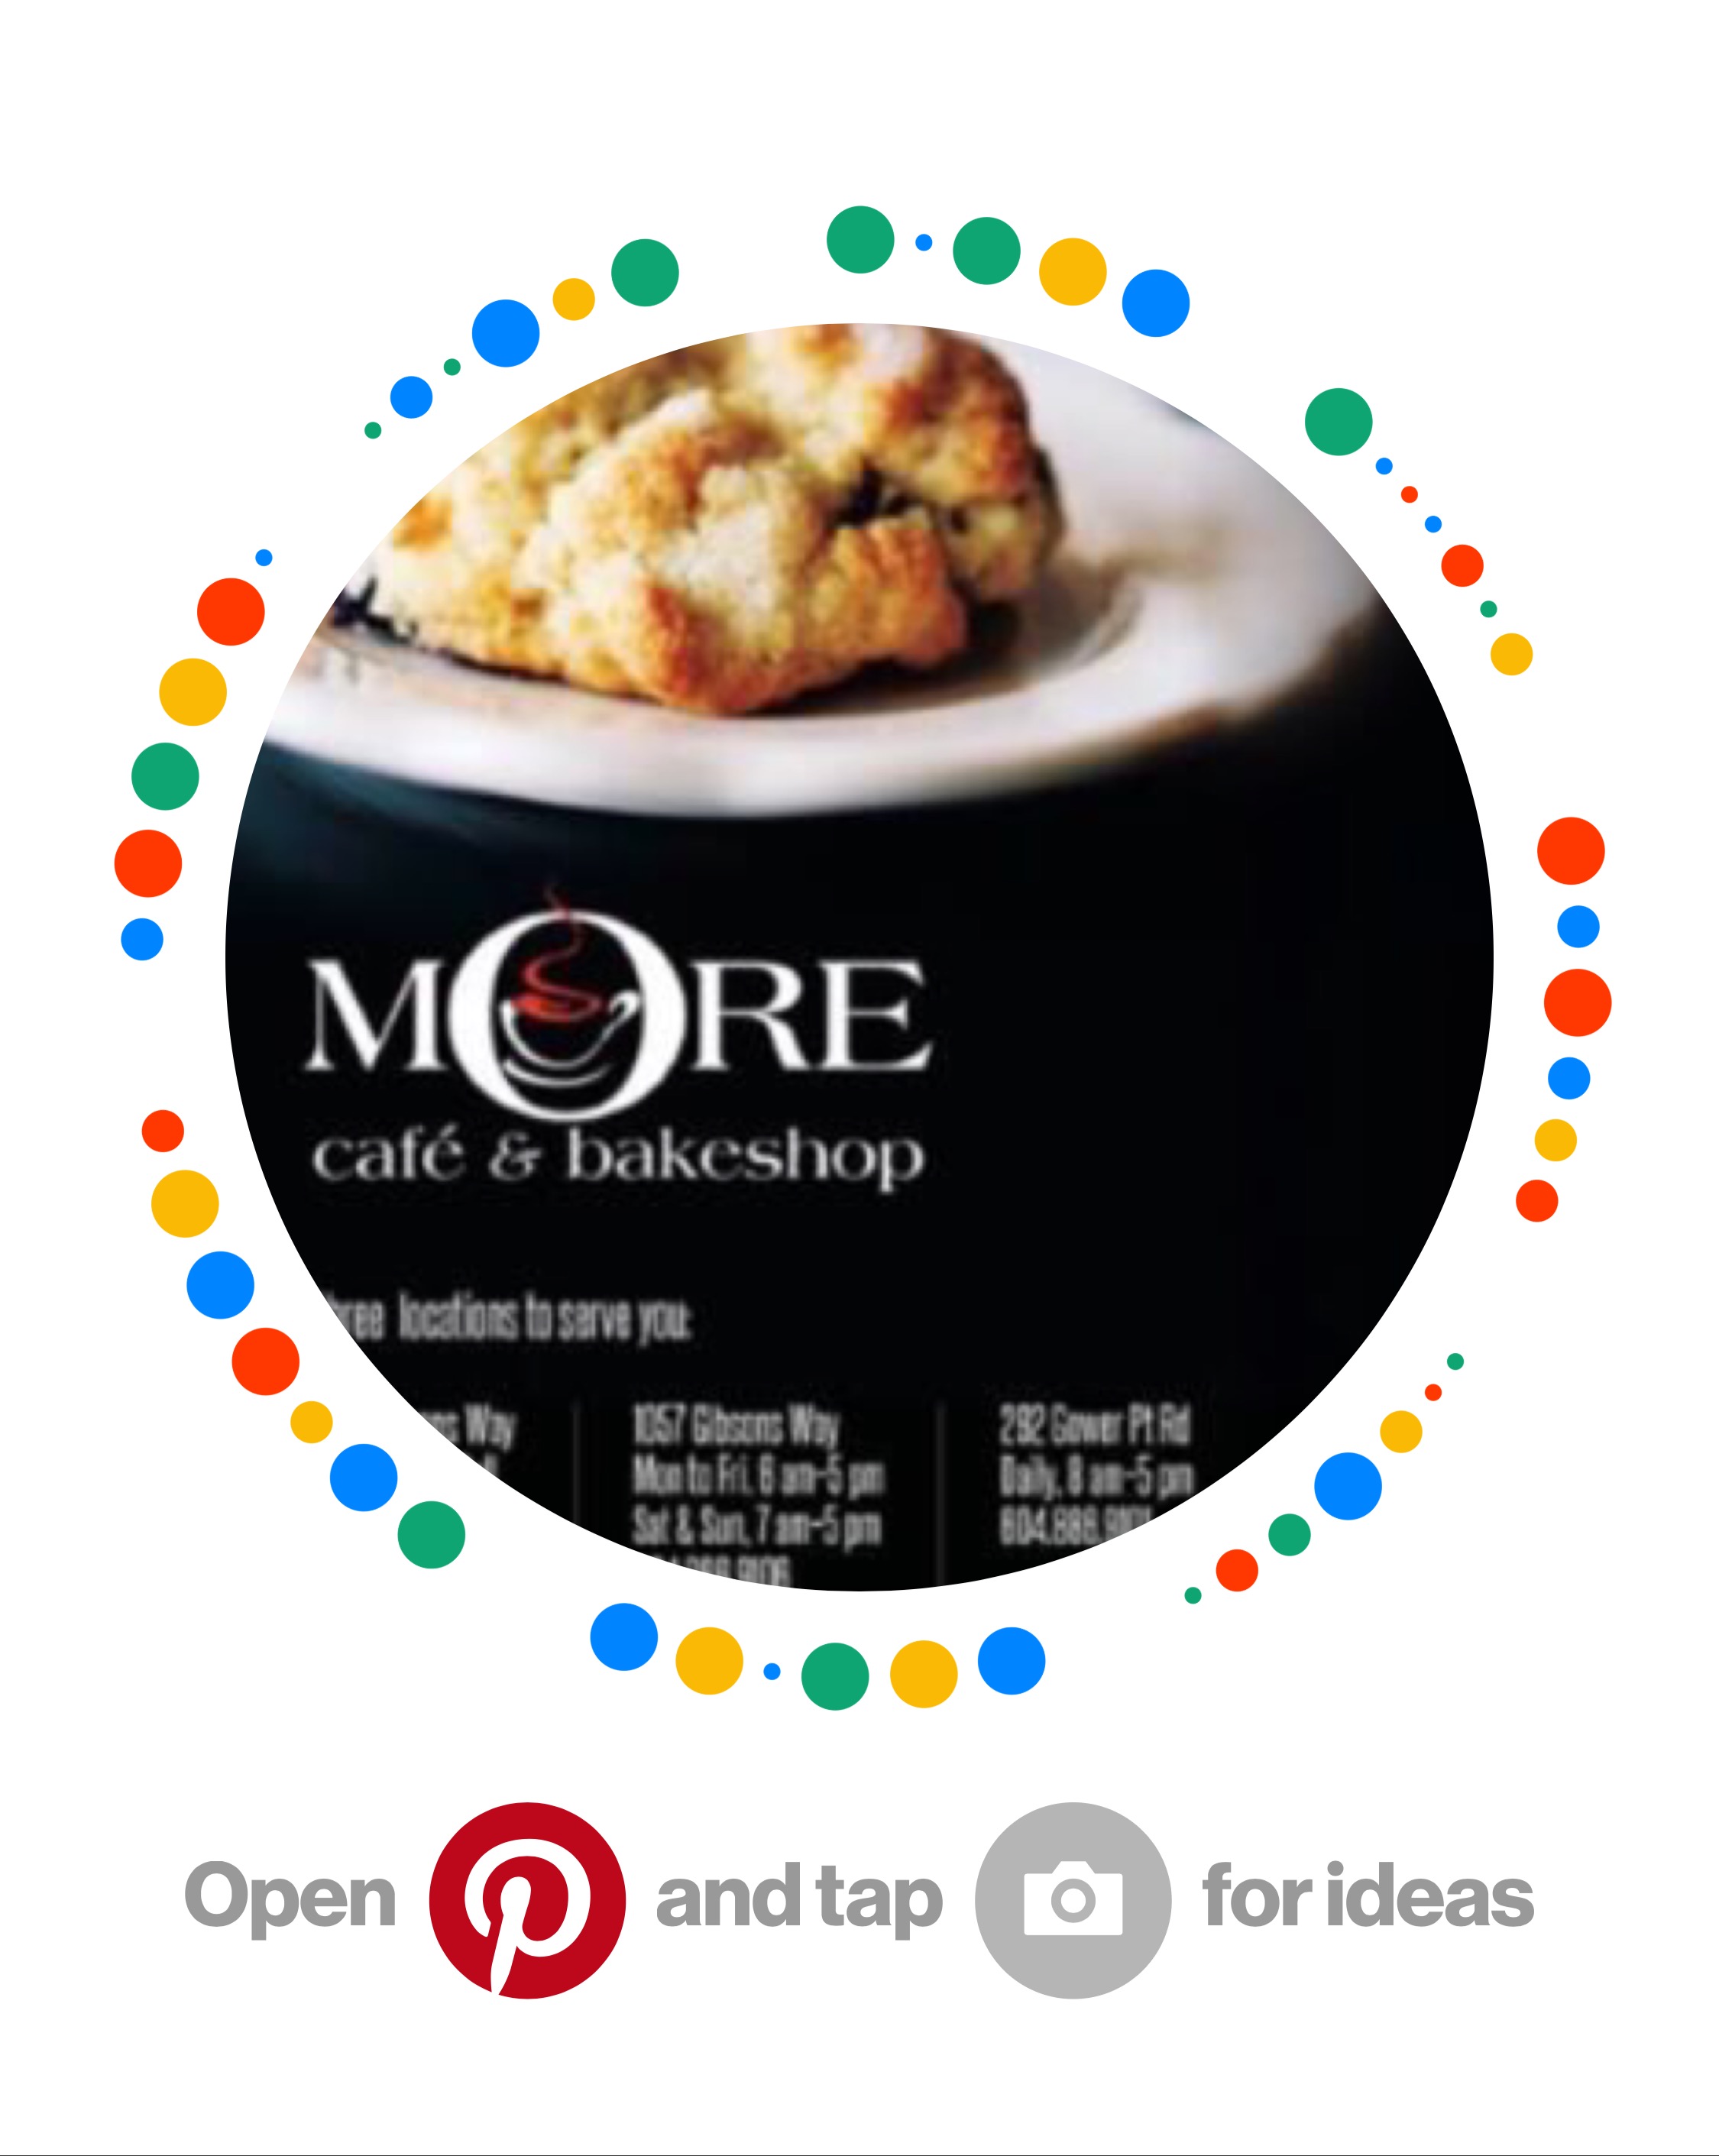 MORE
café & bakeshop
locations to serve you:
Way
1057 Gibsons Way
Mon to Fri, 6 am-5 pm
Sat & Sun, 7 am-5 pm
292 Gower Pt Rd
Daily, 8 am-5 pm
Open and tap for ideas